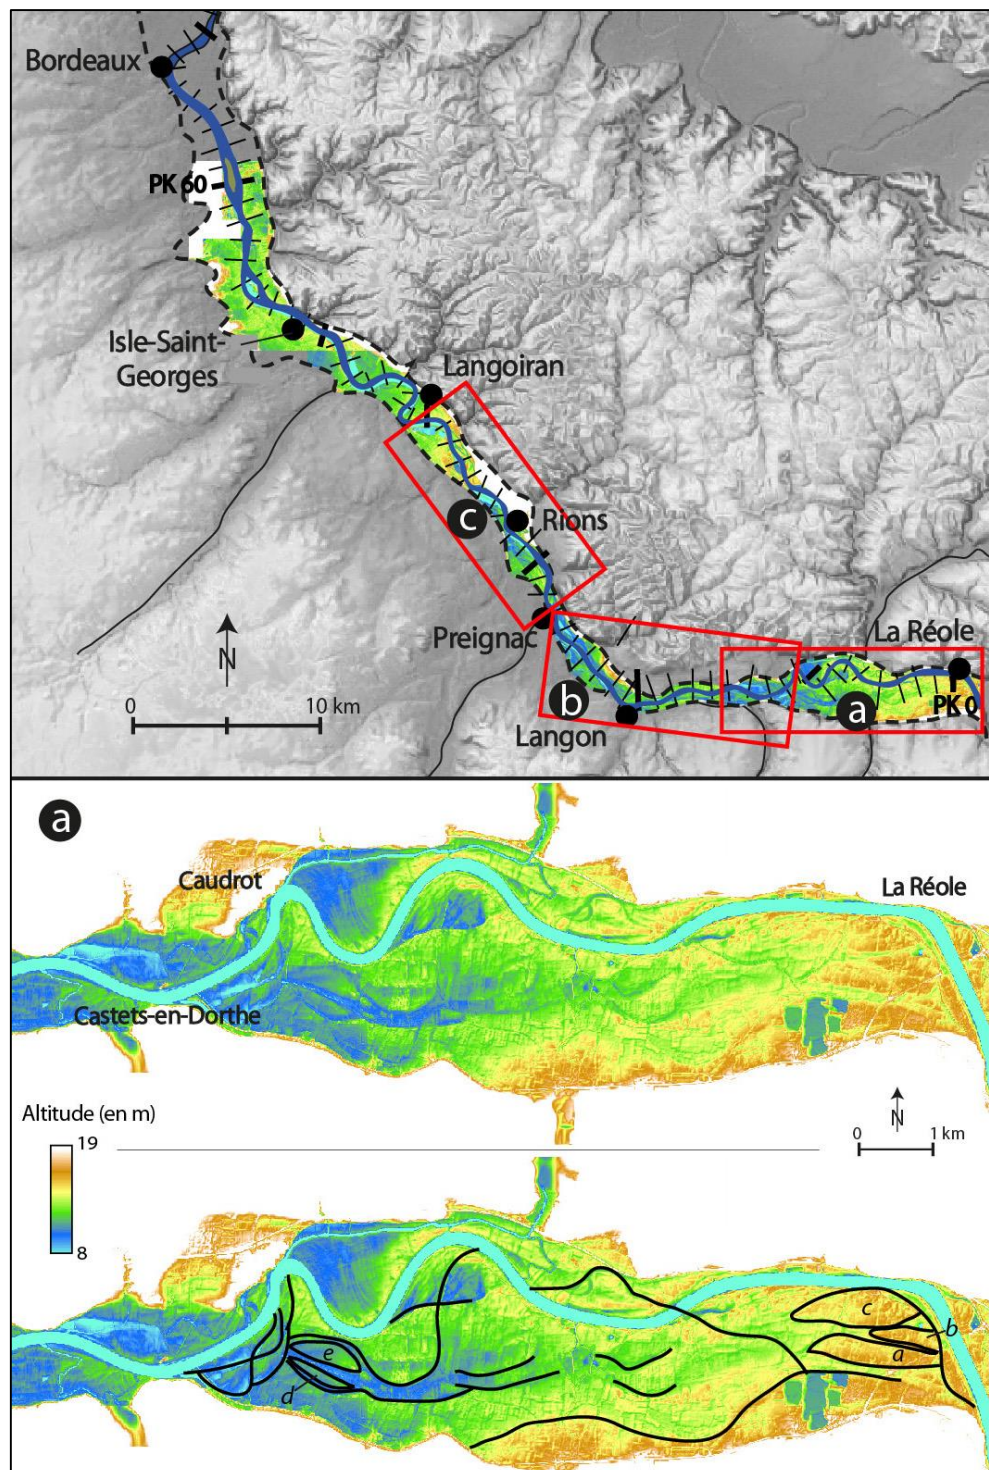 Bordeaux
PK 60
Isle-Saint-
Georges
Langoiran
c
Rions
N
Preignac
La Réole
0 10 km
b
a
PK 0
Langon
a
Caudrot
La Réole
Castets-en-Dorthe
Altitude (en m)
19
8
N
0 1 km
c
b
a
e
d